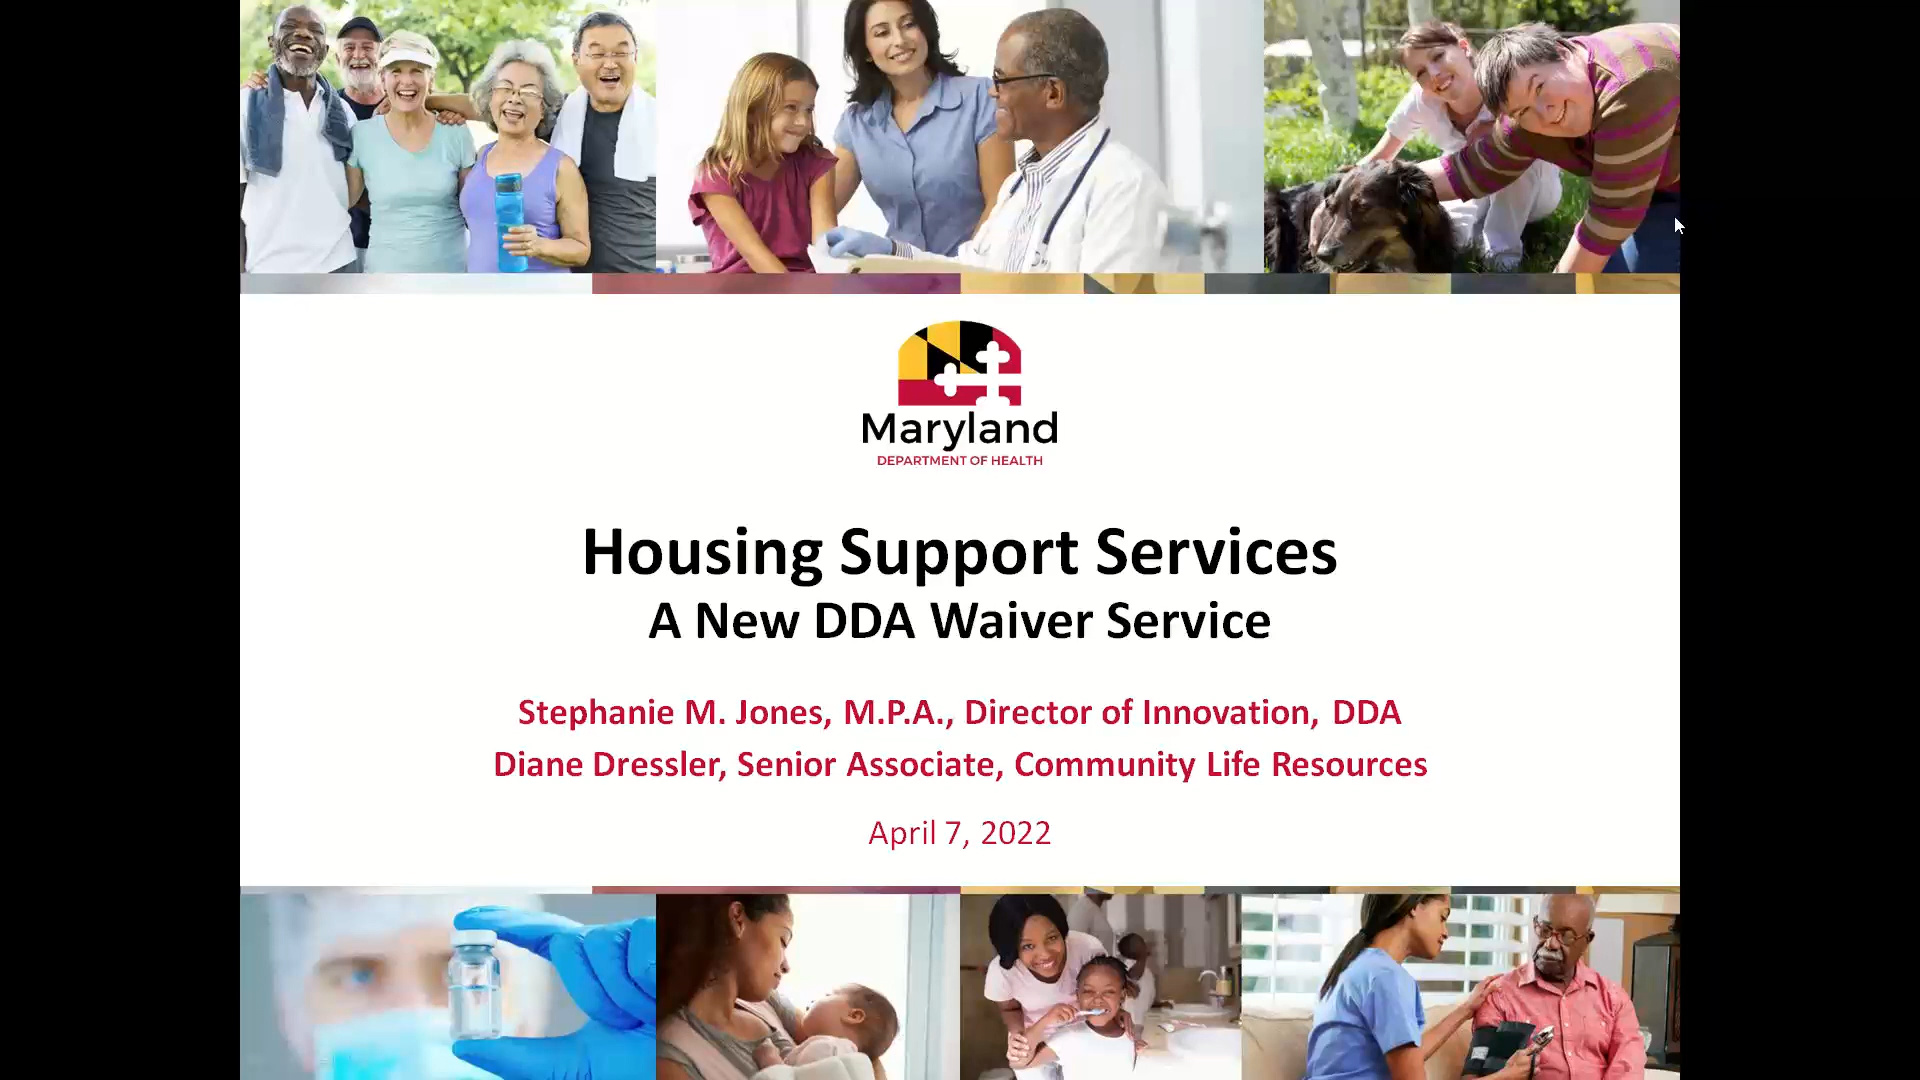 Maryland
DEPARTMENT OF HEALTH
Housing Support Services
A New DDA Waiver Service
Stephanie M. Jones, M.P.A., Director of Innovation, DDA
Diane Dressler, Senior Associate, Community Life Resources
April 7, 2022